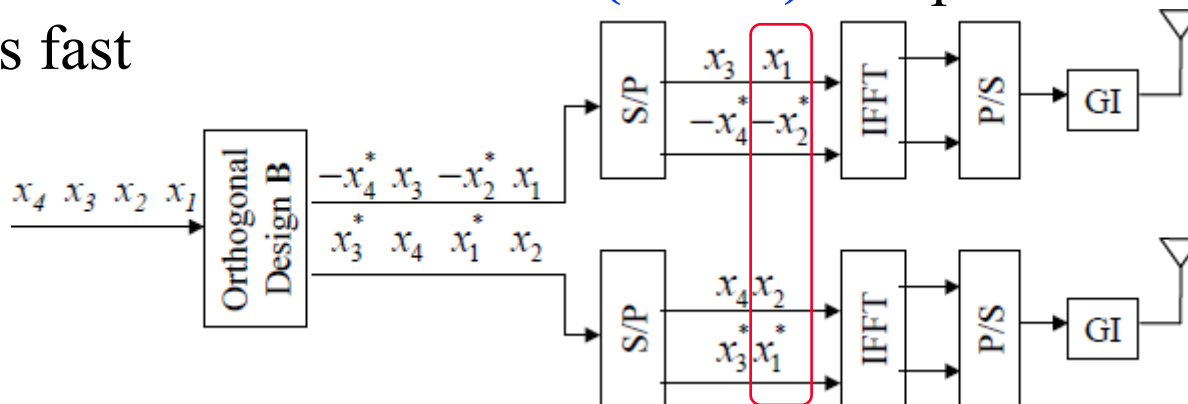 s fast
S/P
x₃ x₁
−x₄* −x₂*
IFFT
P/S
GI
x₄ x₃ x₂ x₁
Orthogonal
Design B
−x₄* x₃ −x₂* x₁
x₃* x₄ x₁* x₂
S/P
x₄ x₂
x₃* x₁*
IFFT
P/S
GI